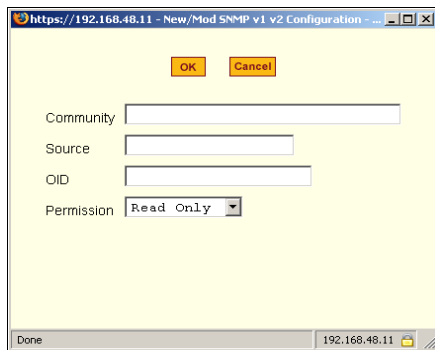 https://192.168.48.11 - New/Mod SNMP v1 v2 Configuration - ...
OK Cancel
Community
Source
OID
Permission Read Only
Done 192.168.48.11